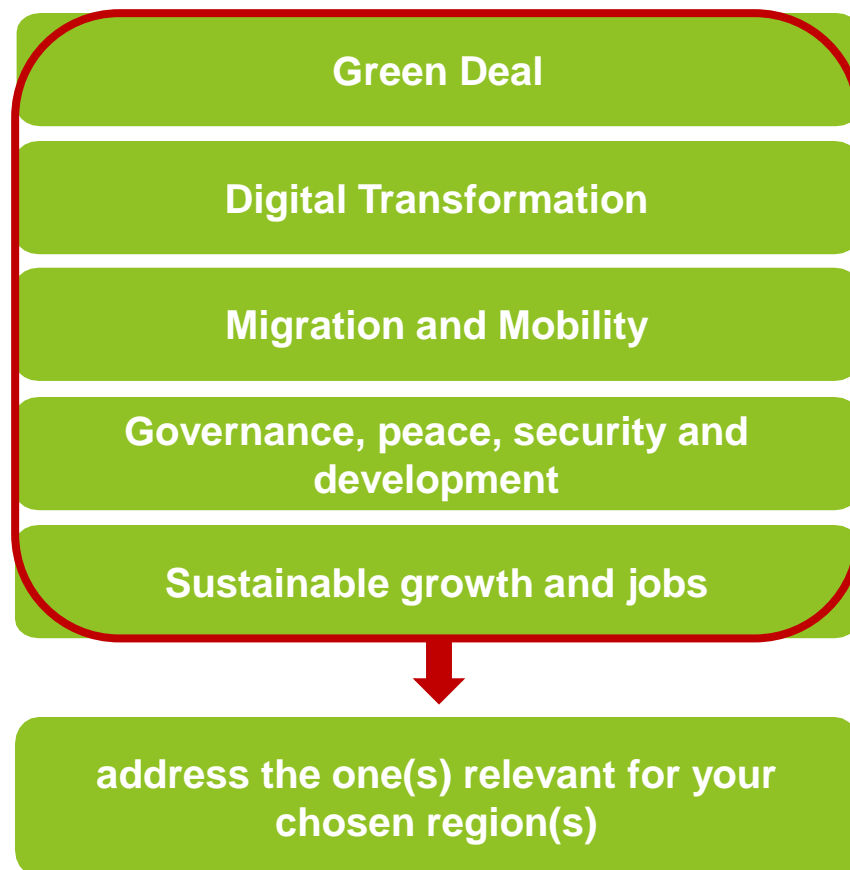 Green Deal
Digital Transformation
Migration and Mobility
Governance, peace, security and
development
Sustainable growth and jobs
address the one(s) relevant for your
chosen region(s)